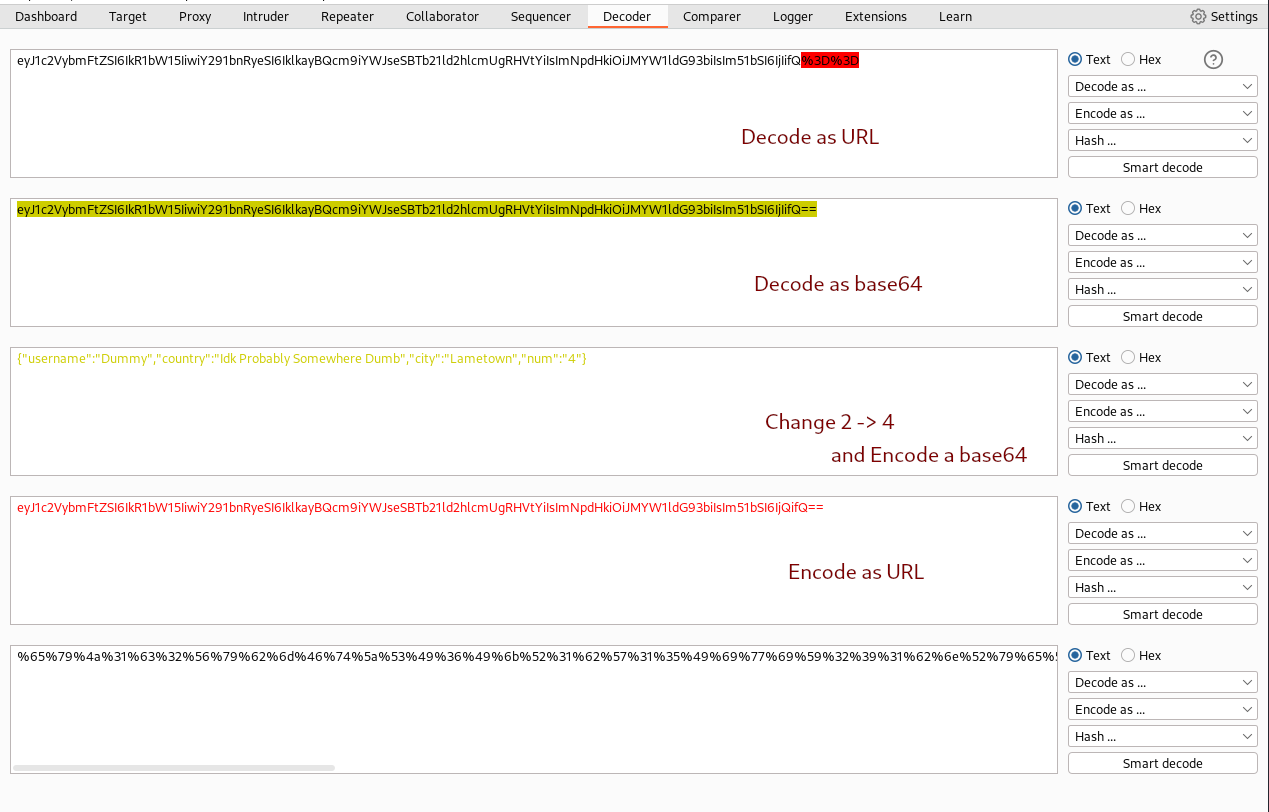 Dashboard Target Proxy Intruder Repeater Collaborator Sequencer Decoder Comparer Logger Extensions Learn Settings
eyJ1c2VybmFtZSI6IkR1bW15IiwiY291bnRyeSI6IklkayBQcm9iYWJseSBTb21ld2hlcmUgRHVtYiIsImNpdHkiOiJMYW1ldG93biIsIm51bSI6IjIifQ%3D%3D
Text Hex ?
Decode as ...
Encode as ...
Decode as URL
Hash ...
Smart decode
eyJ1c2VybmFtZSI6IkR1bW15IiwiY291bnRyeSI6IklkayBQcm9iYWJseSBTb21ld2hlcmUgRHVtYiIsImNpdHkiOiJMYW1ldG93biIsIm51bSI6IjIifQ==
Text Hex
Decode as ...
Encode as ...
Decode as base64
Hash ...
Smart decode
{"username":"Dummy","country":"Idk Probably Somewhere Dumb","city":"Lametown","num":"4"}
Text Hex
Decode as ...
Encode as ...
Change 2 -> 4
Hash ...
and Encode a base64
Smart decode
eyJ1c2VybmFtZSI6IkR1bW15IiwiY291bnRyeSI6IklkayBQcm9iYWJseSBTb21ld2hlcmUgRHVtYiIsImNpdHkiOiJMYW1ldG93biIsIm51bSI6IjQifQ==
Text Hex
Decode as ...
Encode as ...
Encode as URL
Hash ...
Smart decode
%65%79%4a%31%63%32%56%79%62%6d%46%74%5a%53%49%36%49%6b%52%31%62%57%31%35%49%69%77%69%59%32%39%31%62%6e%52%79%65%5
Text Hex
Decode as ...
Encode as ...
Hash ...
Smart decode